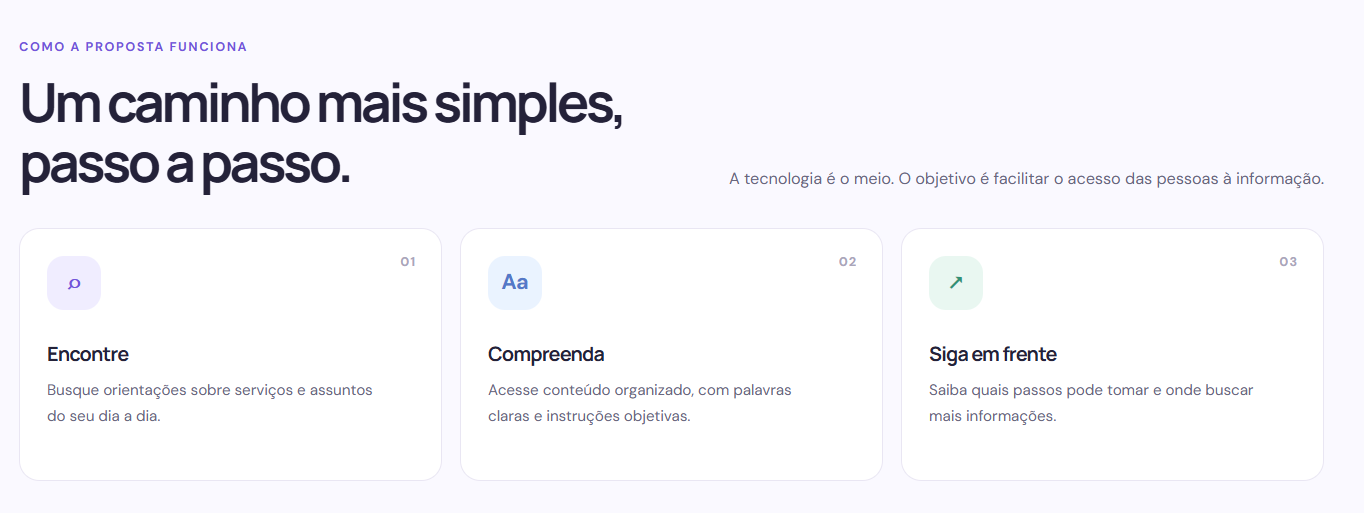 COMO A PROPOSTA FUNCIONA
Um caminho mais simples,
passo a passo.
A tecnologia é o meio. O objetivo é facilitar o acesso das pessoas à informação.
01
Encontre
Busque orientações sobre serviços e assuntos
do seu dia a dia.
Aa
02
Compreenda
Acesse conteúdo organizado, com palavras
claras e instruções objetivas.
↗
03
Siga em frente
Saiba quais passos pode tomar e onde buscar
mais informações.